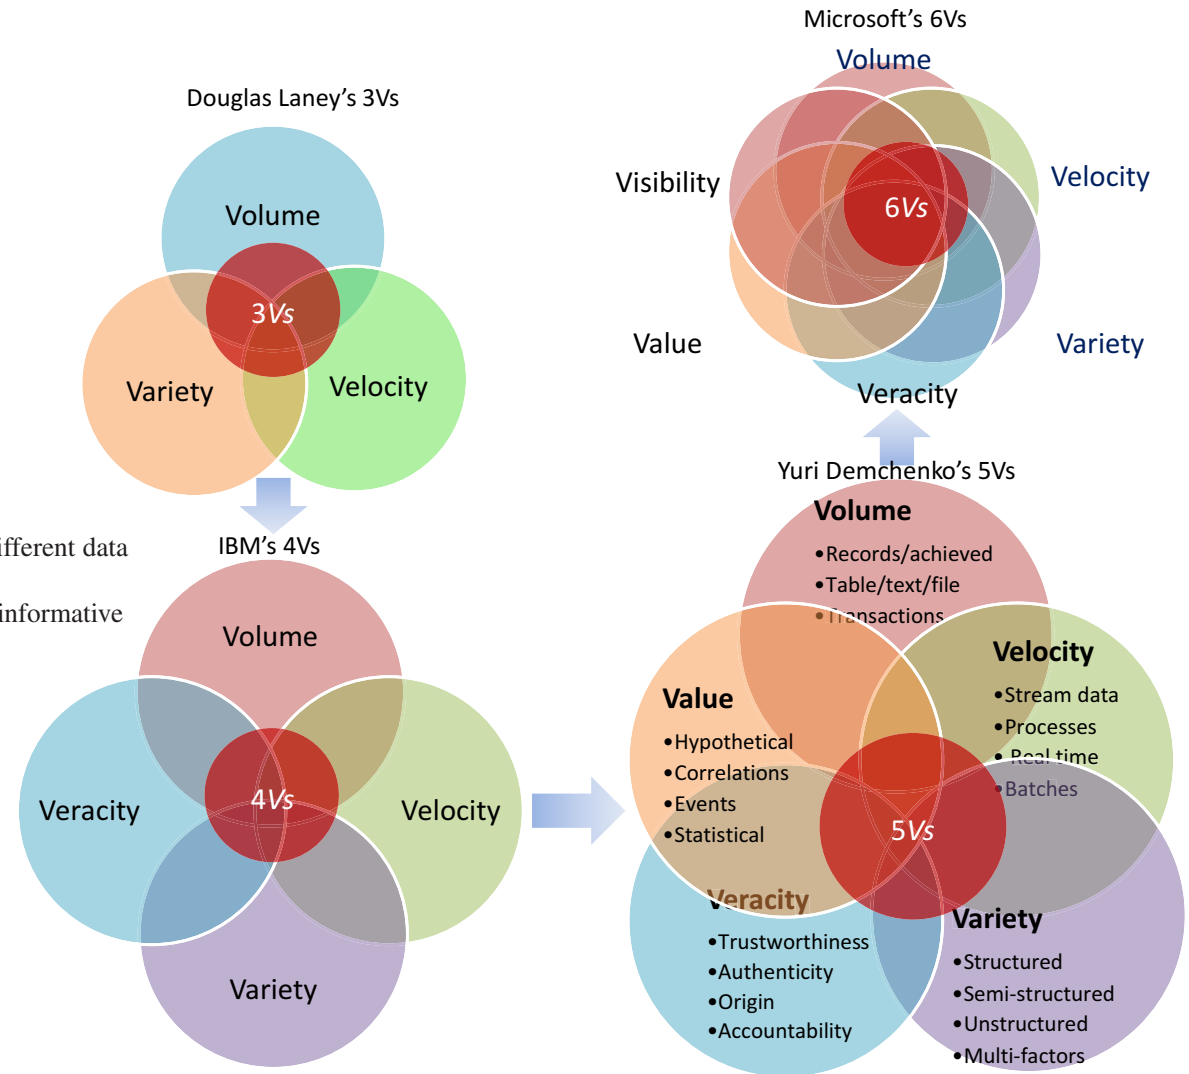 Douglas Laney's 3Vs
Volume
3Vs
Variety
Velocity
ifferent data
informative
IBM's 4Vs
Volume
Veracity
4Vs
Velocity
Variety
Microsoft's 6Vs
Volume
Visibility
Velocity
6Vs
Value
Variety
Veracity
Yuri Demchenko's 5Vs
Volume
•Records/achieved
•Table/text/file
•Transactions
Velocity
•Stream data
•Processes
•Real time
•Batches
Value
•Hypothetical
•Correlations
•Events
•Statistical
5Vs
Veracity
•Trustworthiness
•Authenticity
•Origin
•Accountability
Variety
•Structured
•Semi-structured
•Unstructured
•Multi-factors